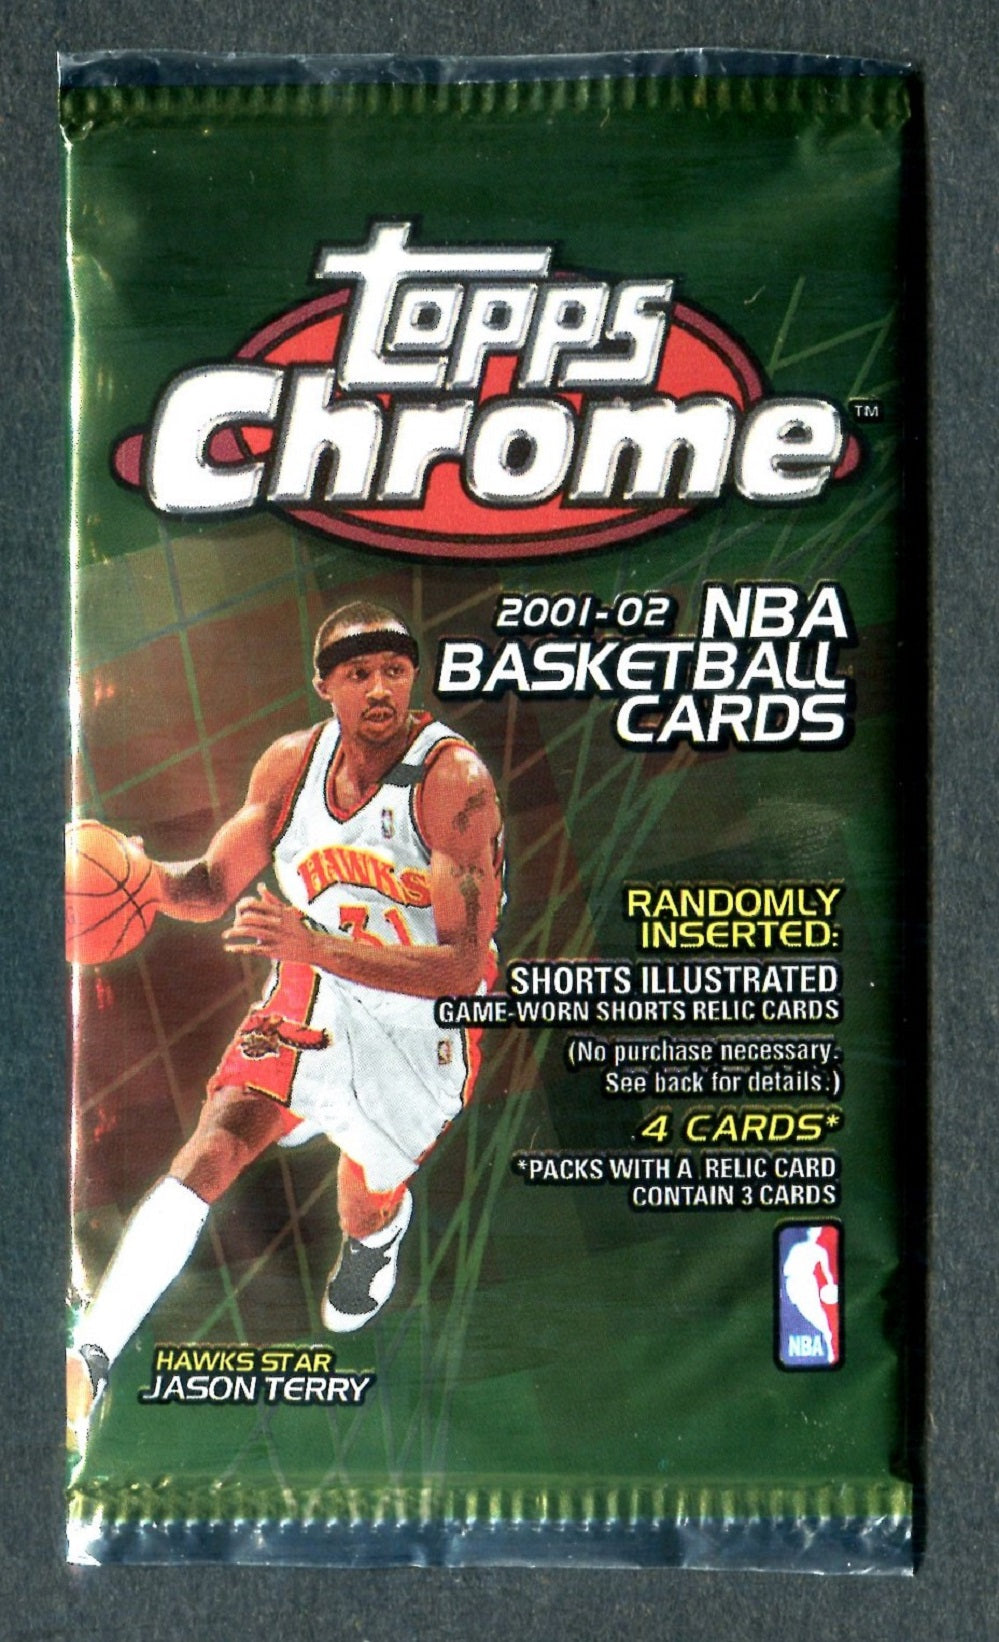 topps
Chrome™
2001-02 NBA
BASKETBALL
CARDS
HAWKS
31
RANDOMLY
INSERTED:
SHORTS ILLUSTRATED
GAME-WORN SHORTS RELIC CARDS
(No purchase necessary.
See back for details.)
4 CARDS*
*PACKS WITH A RELIC CARD
CONTAIN 3 CARDS
NBA
HAWKS STAR
JASON TERRY